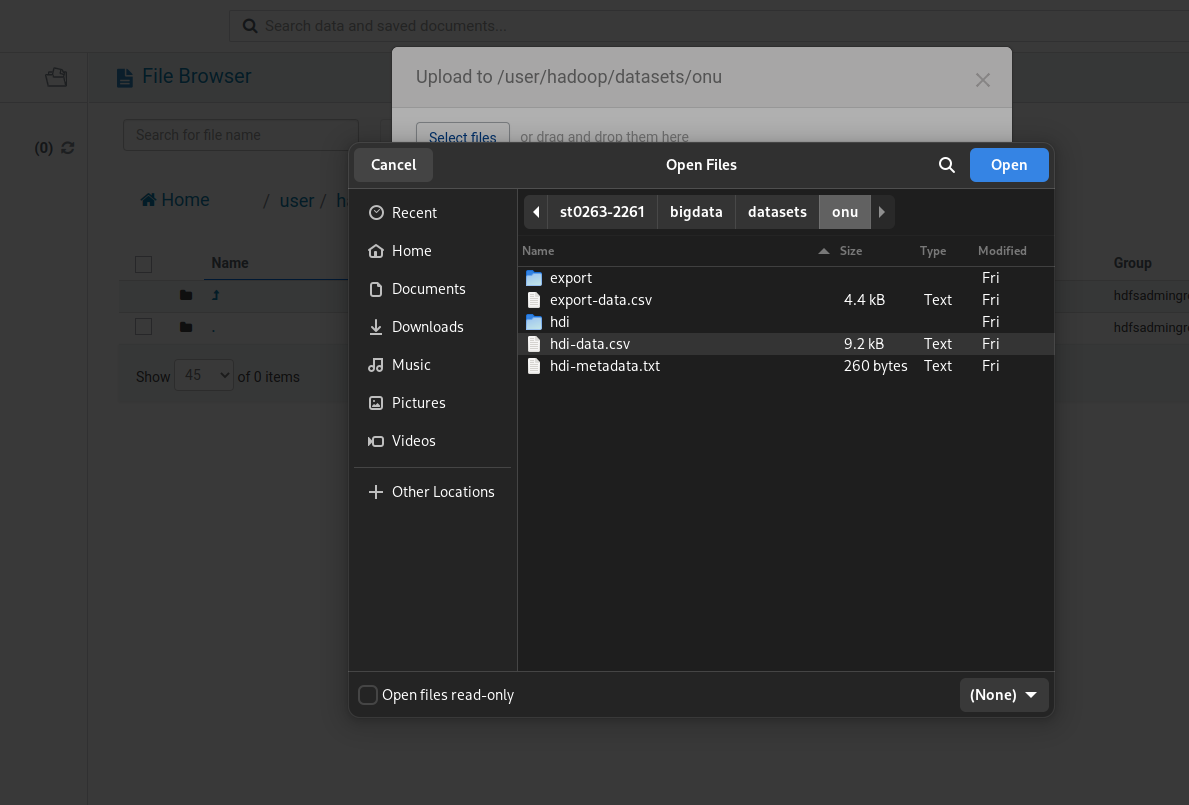 Search data and saved documents...
File Browser
Upload to /user/hadoop/datasets/onu
Search for file name
Select files or drag and drop them here
(0)
Cancel Open Files Open
Home / user / h
Recent
Home
Documents
Downloads
Music
Pictures
Videos
Other Locations
st0263-2261 bigdata datasets onu
Name Size Type Modified
export Fri
export-data.csv 4.4 kB Text Fri
hdi Fri
hdi-data.csv 9.2 kB Text Fri
hdi-metadata.txt 260 bytes Text Fri
Name Group
hdfsadmingr
. hdfsadmingr
Show 45 of 0 items
Open files read-only (None)